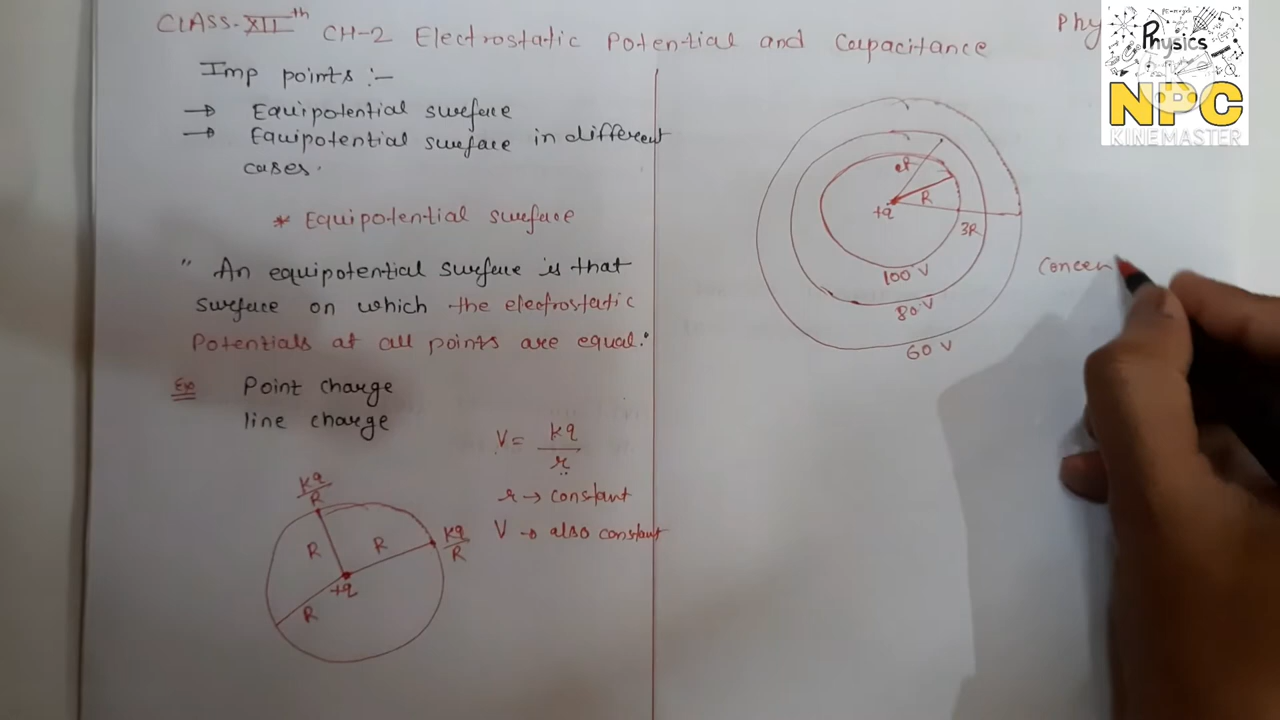 CLASS-XIIth CH-2 Electrostatic Potential and Capacitance
Phy
Physics
NPC
KINEMASTER
Imp points :-
→ Equipotential surface
→ Equipotential surface in different
cases.
* Equipotential surface
" An equipotential surface is that
surface on which the electrostatic
Potentials at all points are equal."
Exp Point charge
line charge
V = kq/r
r → constant
V → also constant
kq/R
R
R
kq/R
+q
R
2R
R
+q
3R
100 V
80 V
60 V
Concen